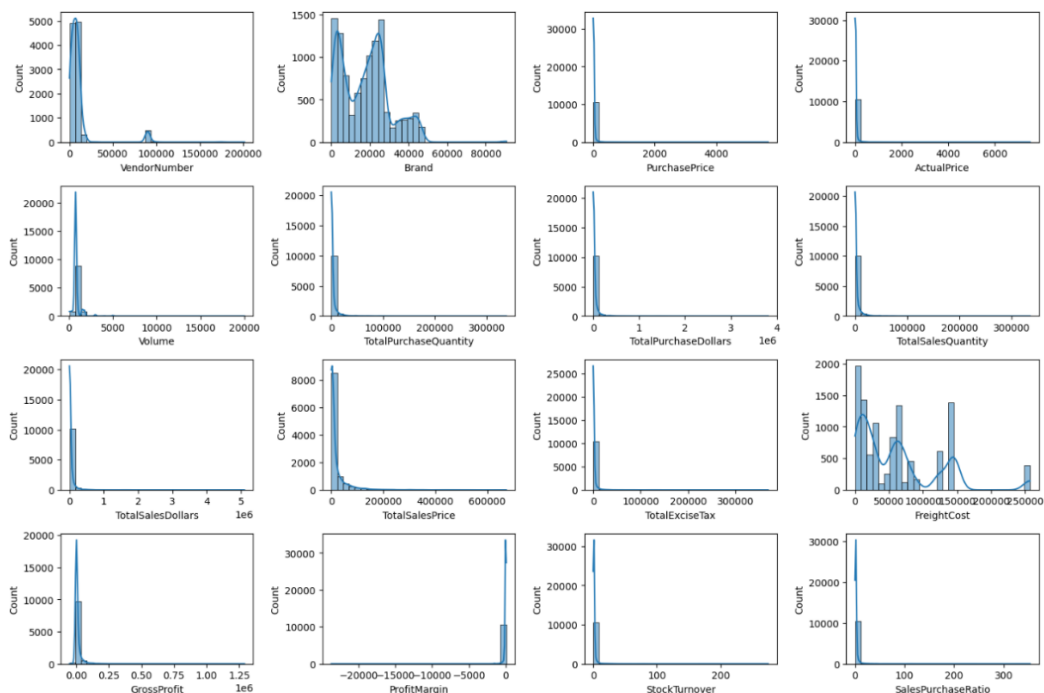 5000
4000
3000
2000
1000
0
Count
0 50000 100000 150000 200000
VendorNumber
1500
1000
500
0
Count
0 20000 40000 60000 80000
Brand
30000
20000
10000
0
Count
0 2000 4000
PurchasePrice
30000
20000
10000
0
Count
0 2000 4000 6000
ActualPrice
20000
15000
10000
5000
0
Count
0 5000 10000 15000 20000
Volume
20000
15000
10000
5000
0
Count
0 100000 200000 300000
TotalPurchaseQuantity
20000
15000
10000
5000
0
Count
0 1 2 3 4
1e6
TotalPurchaseDollars
20000
15000
10000
5000
0
Count
0 100000 200000 300000
TotalSalesQuantity
20000
15000
10000
5000
0
Count
0 1 2 3 4 5
1e6
TotalSalesDollars
8000
6000
4000
2000
0
Count
0 200000 400000 600000
TotalSalesPrice
25000
20000
15000
10000
5000
0
Count
0 100000 200000 300000
TotalExciseTax
2000
1500
1000
500
0
Count
0 50000 100000 150000 200000 250000
FreightCost
20000
15000
10000
5000
0
Count
0.00 0.25 0.50 0.75 1.00 1.25
1e6
GrossProfit
30000
20000
10000
0
Count
−20000 −15000 −10000 −5000 0
ProfitMargin
30000
20000
10000
0
Count
0 100 200
StockTurnover
30000
20000
10000
0
Count
0 100 200 300
SalesPurchaseRatio